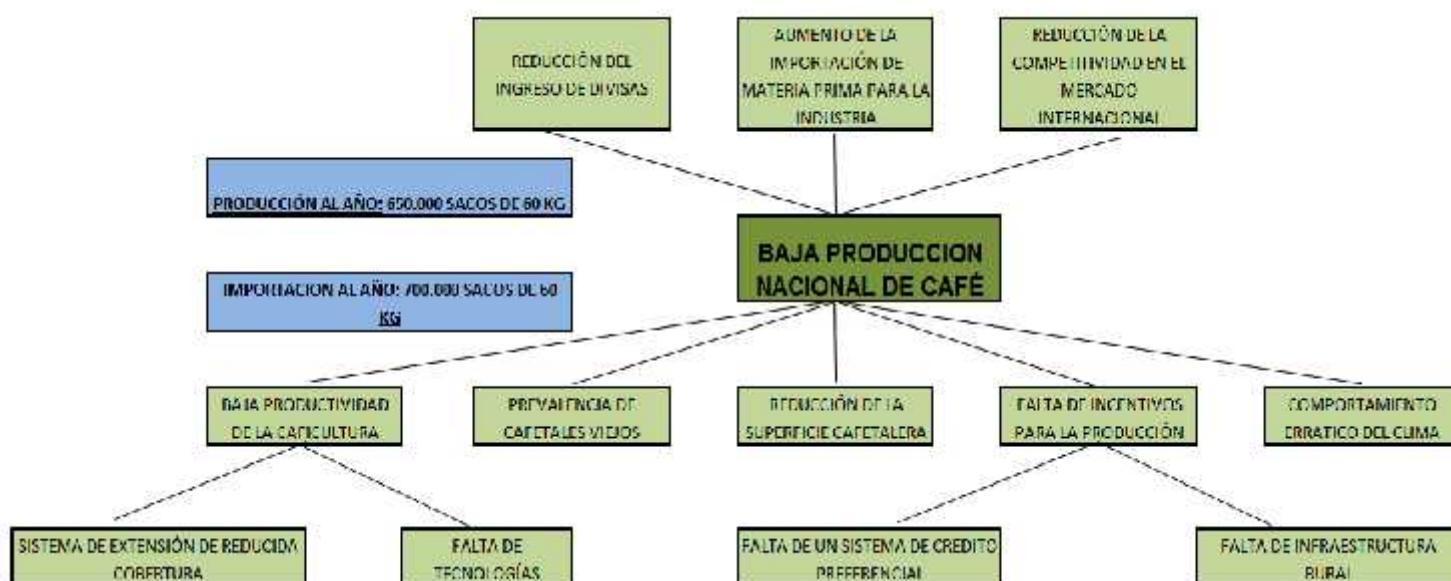 REDUCCIÓN DEL
INGRESO DE DIVISAS
AUMENTO DE LA
IMPORTACIÓN DE
MATERIA PRIMA PARA LA
INDUSTRIA
REDUCCIÓN DE LA
COMPETITIVIDAD EN EL
MERCADO
INTERNACIONAL
PRODUCCIÓN AL AÑO: 650.000 SACOS DE 60 KG
IMPORTACION AL AÑO: 700.000 SACOS DE 60
KG
BAJA PRODUCCION
NACIONAL DE CAFÉ
BAJA PRODUCTIVIDAD
DE LA CAFICULTURA
PREVALENCIA DE
CAFETALES VIEJOS
REDUCCIÓN DE LA
SUPERFICIE CAFETALERA
FALTA DE INCENTIVOS
PARA LA PRODUCCIÓN
COMPORTAMIENTO
ERRATICO DEL CLIMA
SISTEMA DE EXTENSIÓN DE REDUCIDA
COBERTURA
FALTA DE
TECNOLOGÍAS
FALTA DE UN SISTEMA DE CREDITO
PREFERENCIAL
FALTA DE INFRAESTRUCTURA
RURAL